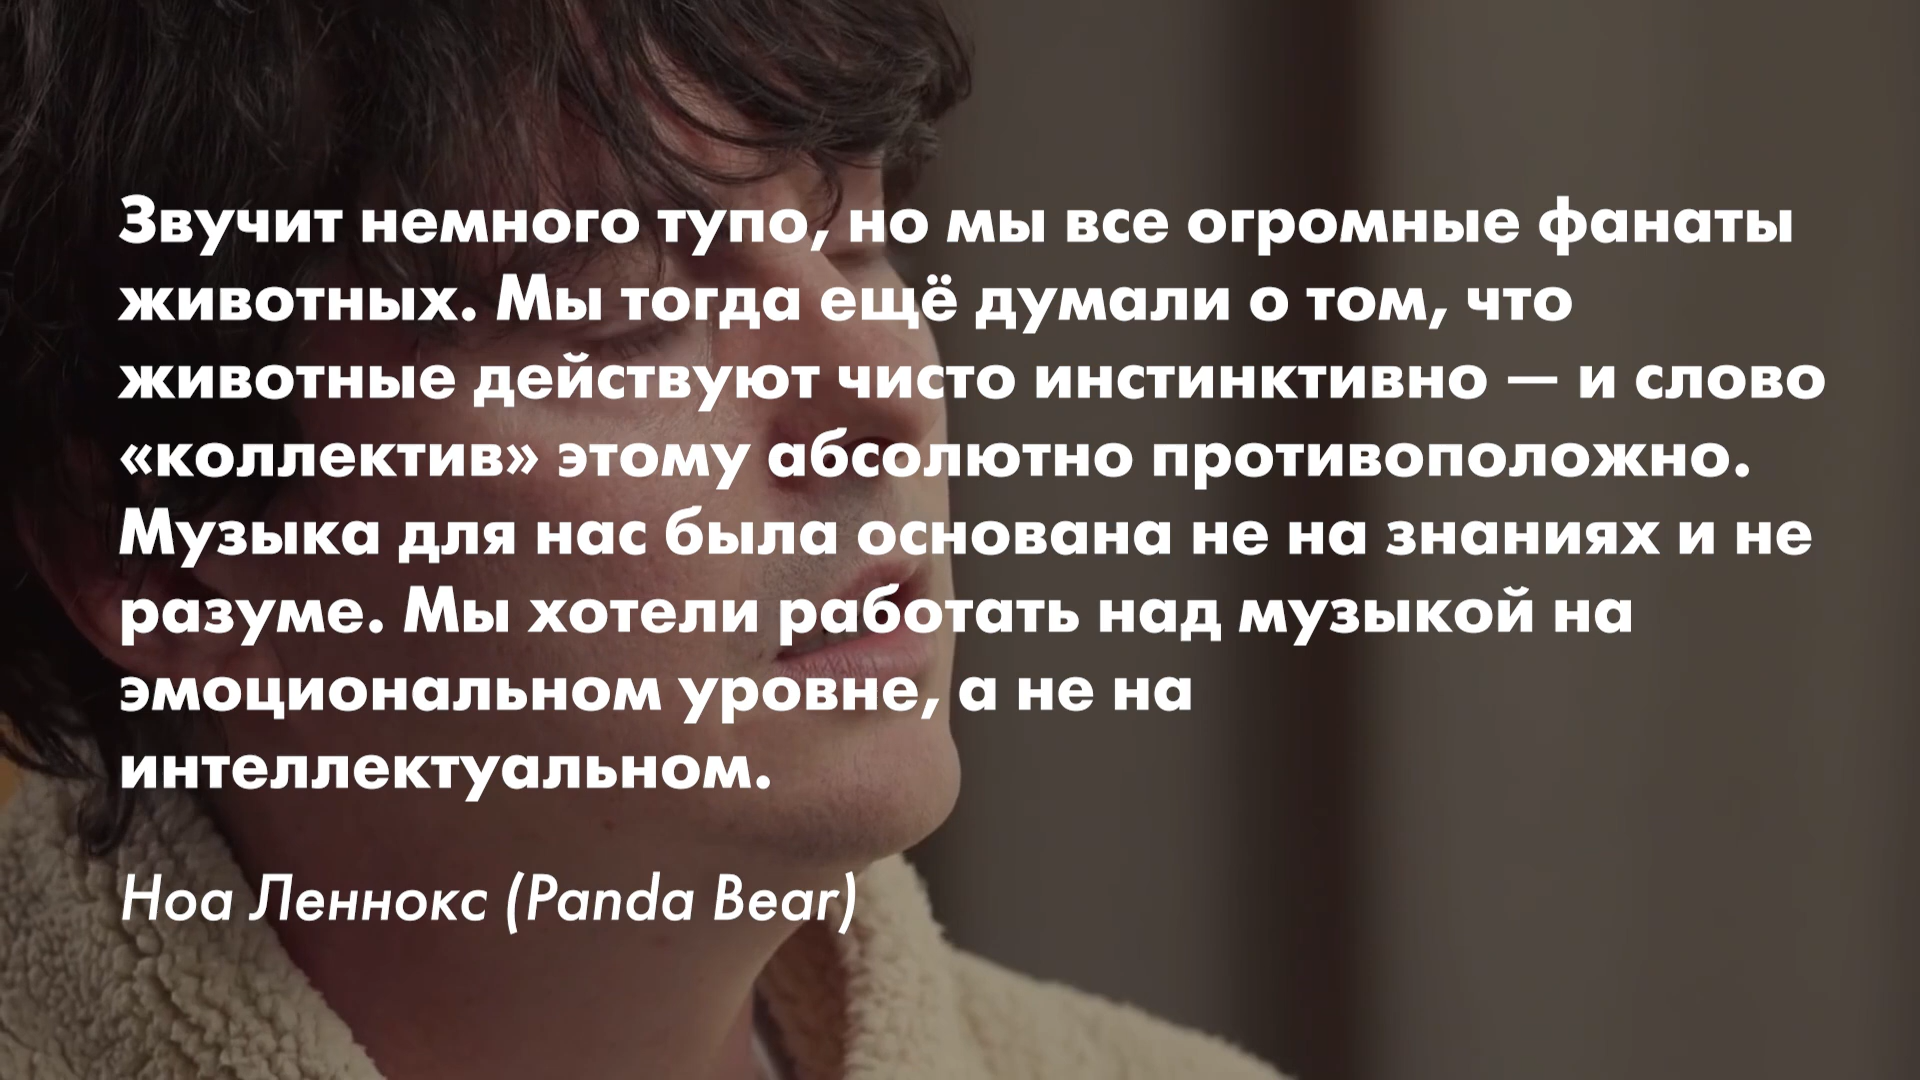 Звучит немного тупо, но мы все огромные фанаты
животных. Мы тогда ещё думали о том, что
животные действуют чисто инстинктивно — и слово
«коллектив» этому абсолютно противоположно.
Музыка для нас была основана не на знаниях и не
разуме. Мы хотели работать над музыкой на
эмоциональном уровне, а не на
интеллектуальном.
Ноа Леннокс (Panda Bear)